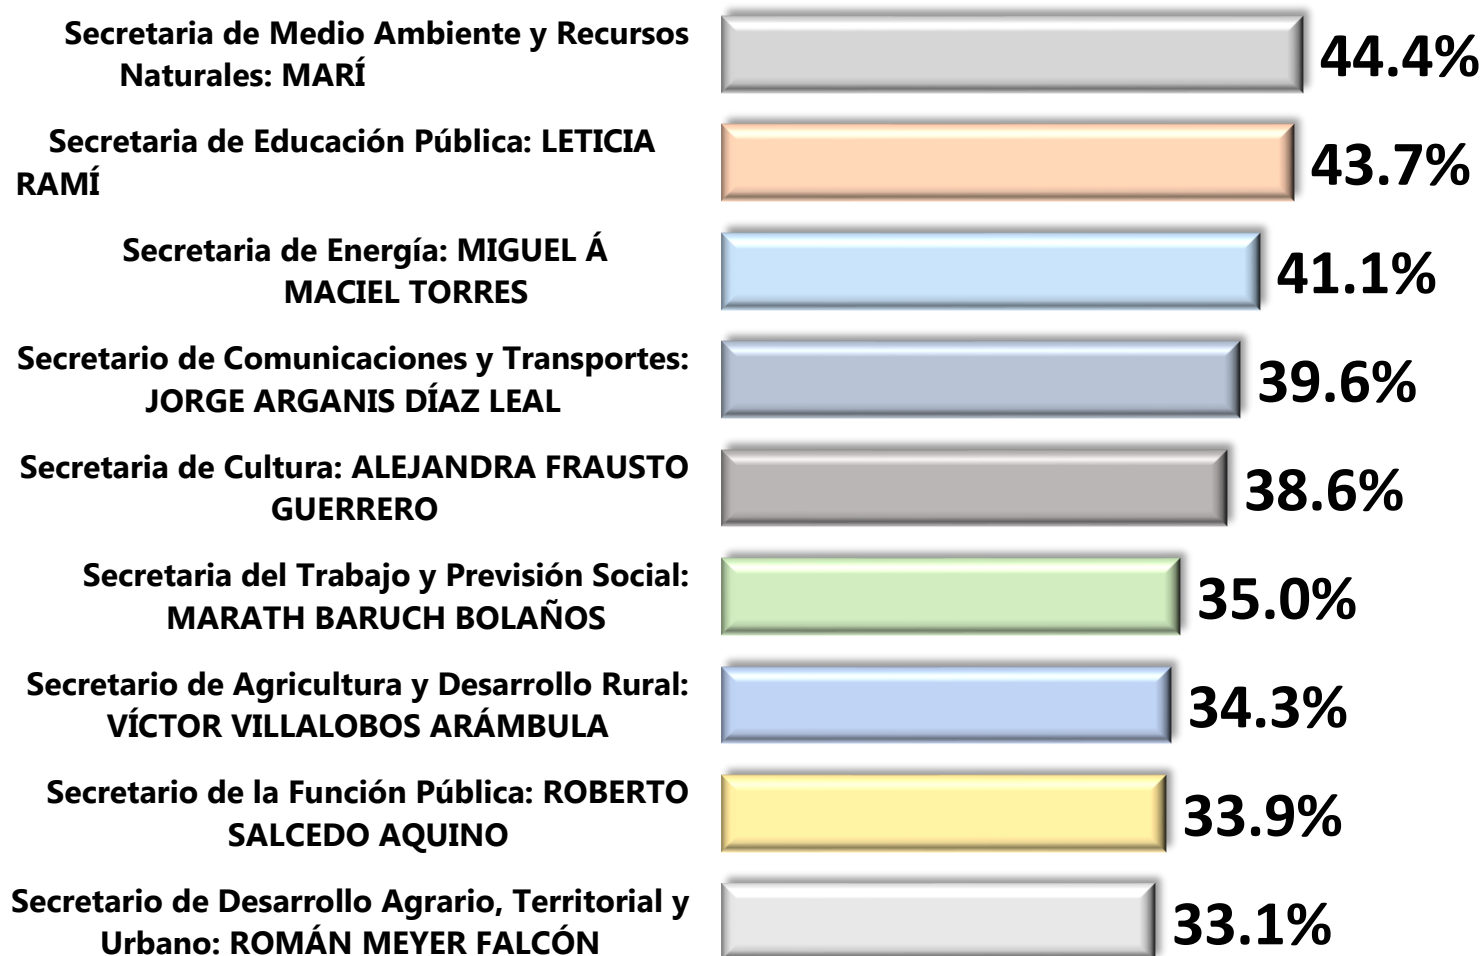 Secretaria de Medio Ambiente y Recursos
Naturales: MARÍ
44.4%
Secretaria de Educación Pública: LETICIA
RAMÍ
43.7%
Secretaria de Energía: MIGUEL Á
MACIEL TORRES
41.1%
Secretario de Comunicaciones y Transportes:
JORGE ARGANIS DÍAZ LEAL
39.6%
Secretaria de Cultura: ALEJANDRA FRAUSTO
GUERRERO
38.6%
Secretaria del Trabajo y Previsión Social:
MARATH BARUCH BOLAÑOS
35.0%
Secretario de Agricultura y Desarrollo Rural:
VÍCTOR VILLALOBOS ARÁMBULA
34.3%
Secretario de la Función Pública: ROBERTO
SALCEDO AQUINO
33.9%
Secretario de Desarrollo Agrario, Territorial y
Urbano: ROMÁN MEYER FALCÓN
33.1%